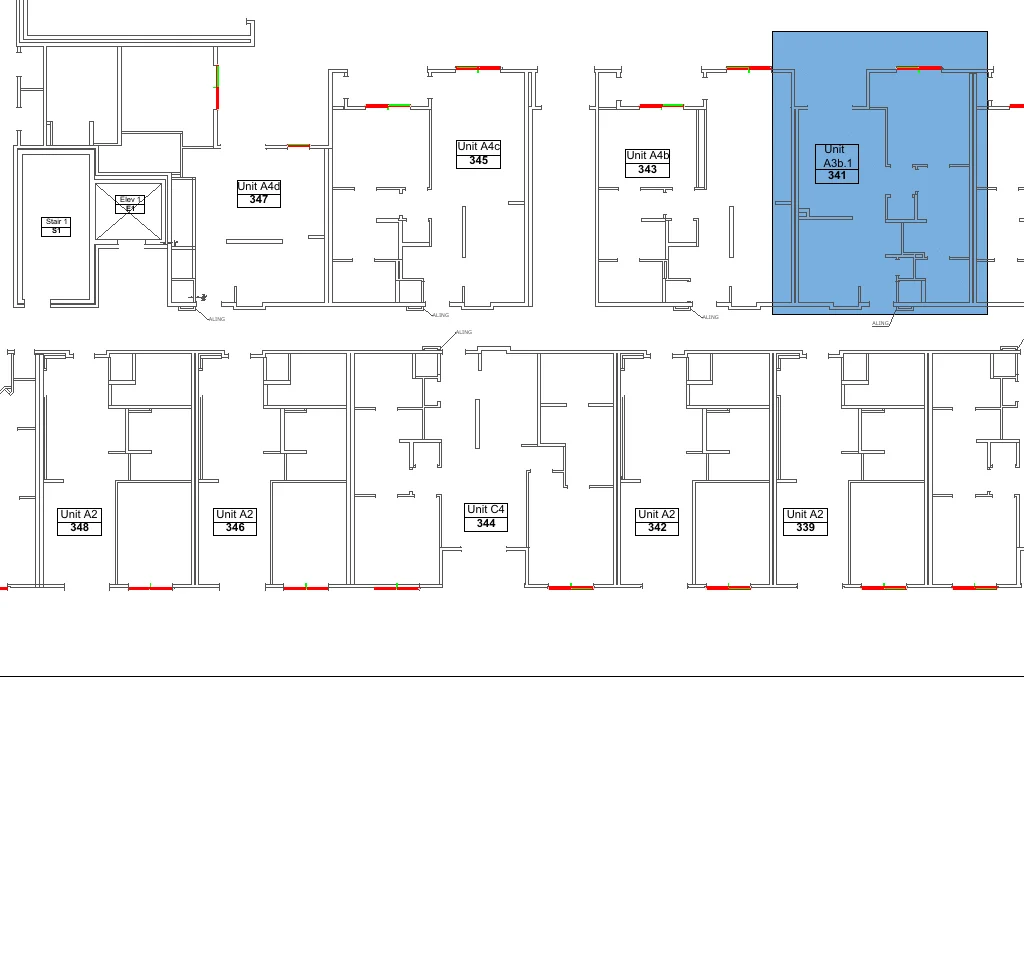 Unit A4c
345
Unit
A3b.1
341
Unit A4b
343
Unit A4d
347
Elev 1
E1
Stair 1
S1
ALING
ALING
ALING
ALING
ALING
Unit C4
344
Unit A2
348
Unit A2
346
Unit A2
342
Unit A2
339